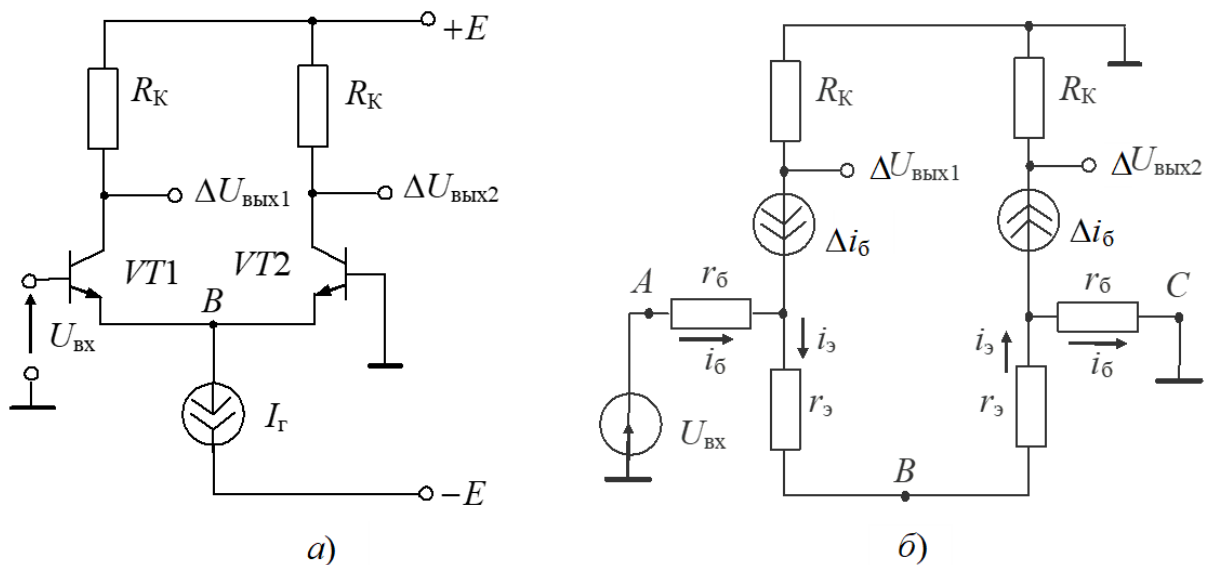 +E
R_К
R_К
ΔU_вых1
ΔU_вых2
VT1
VT2
B
U_вх
I_г
−E
а)
R_К
R_К
ΔU_вых1
ΔU_вых2
Δi_б
Δi_б
A
r_б
i_б
i_э
r_э
U_вх
B
i_э
r_э
r_б
i_б
C
б)